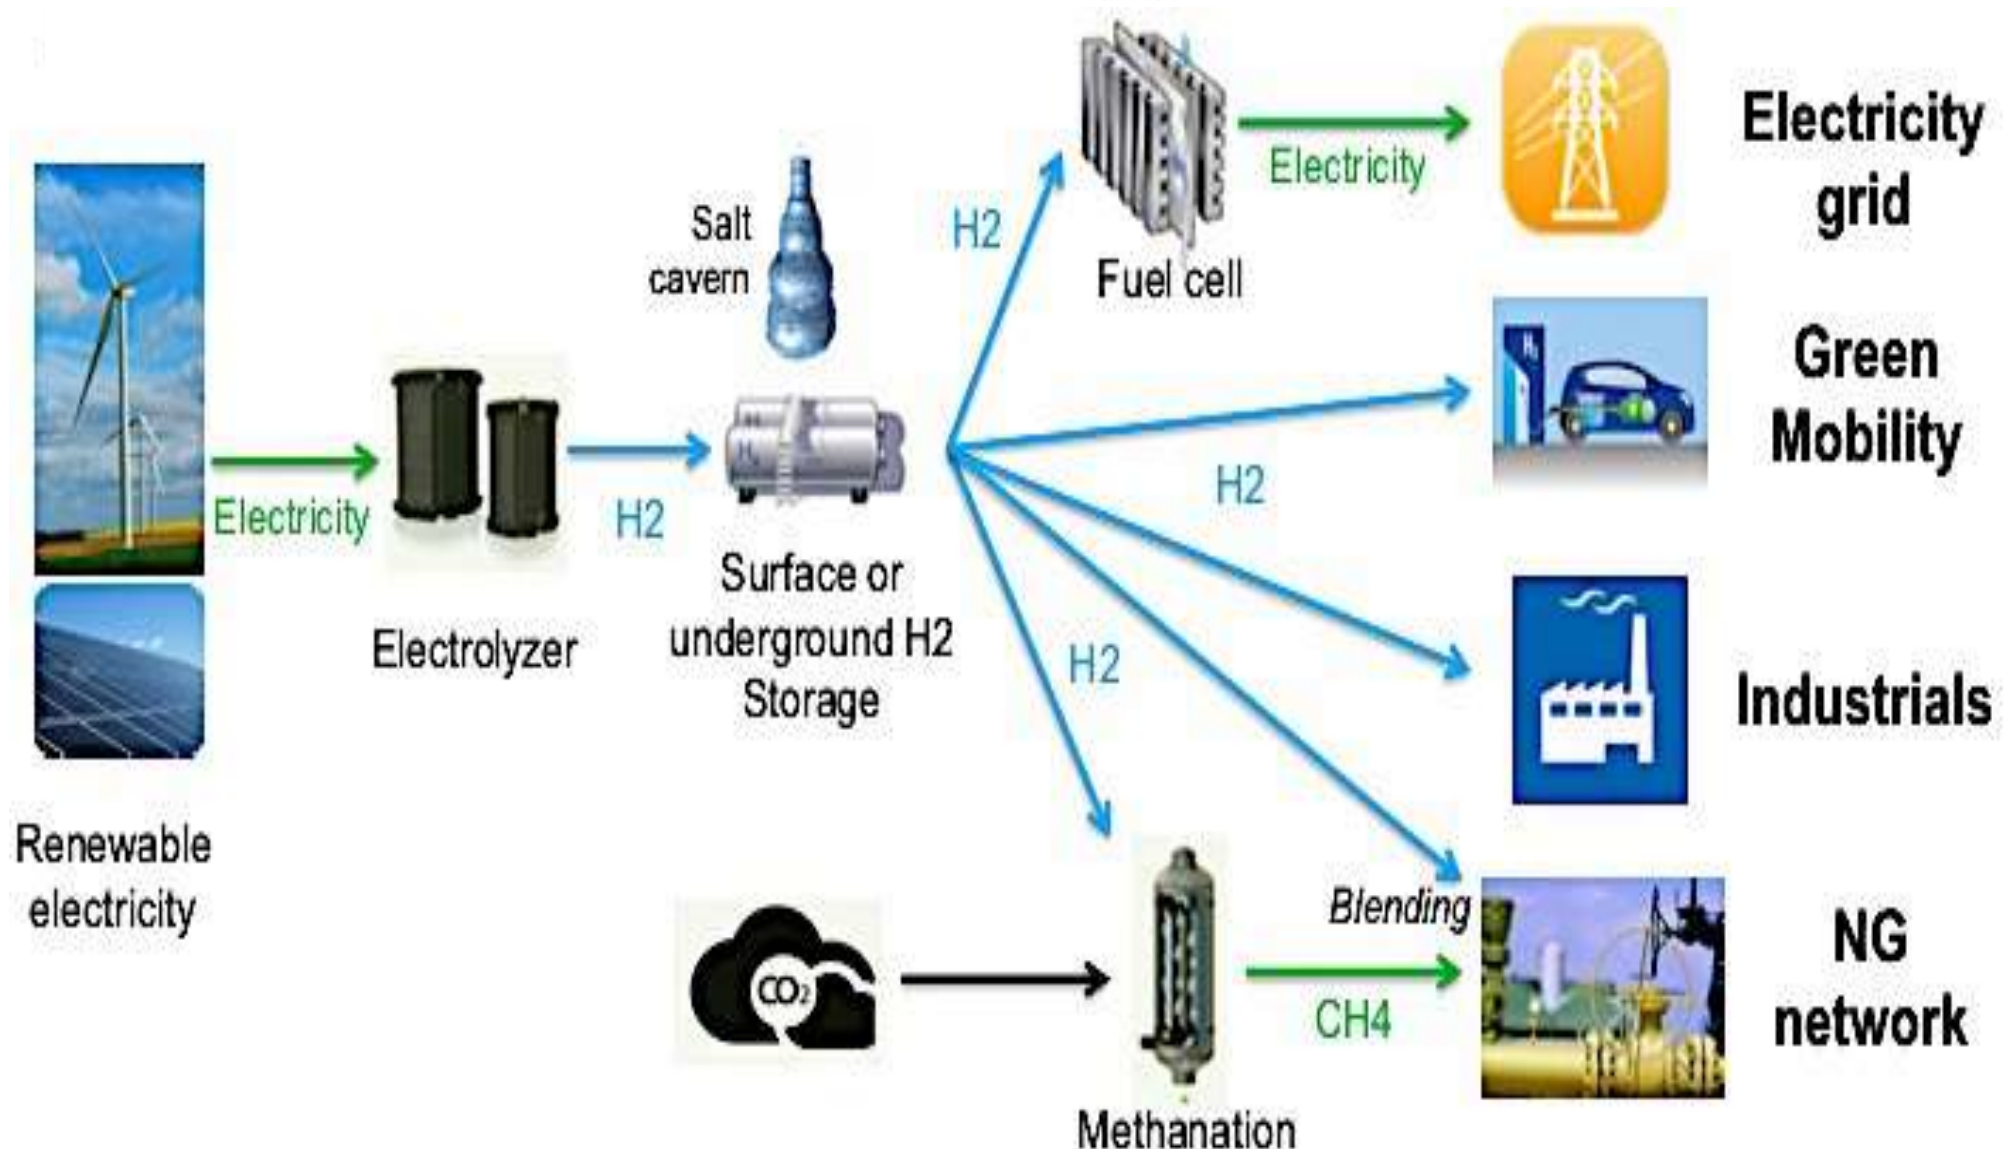 Electricity
grid
Electricity
H2
Fuel cell
Salt
cavern
H2
Green
Mobility
H2
Electricity
H2
Electrolyzer
Surface or
underground H2
Storage
H2
Industrials
Renewable
electricity
Blending
NG
network
CO2
CH4
Methanation